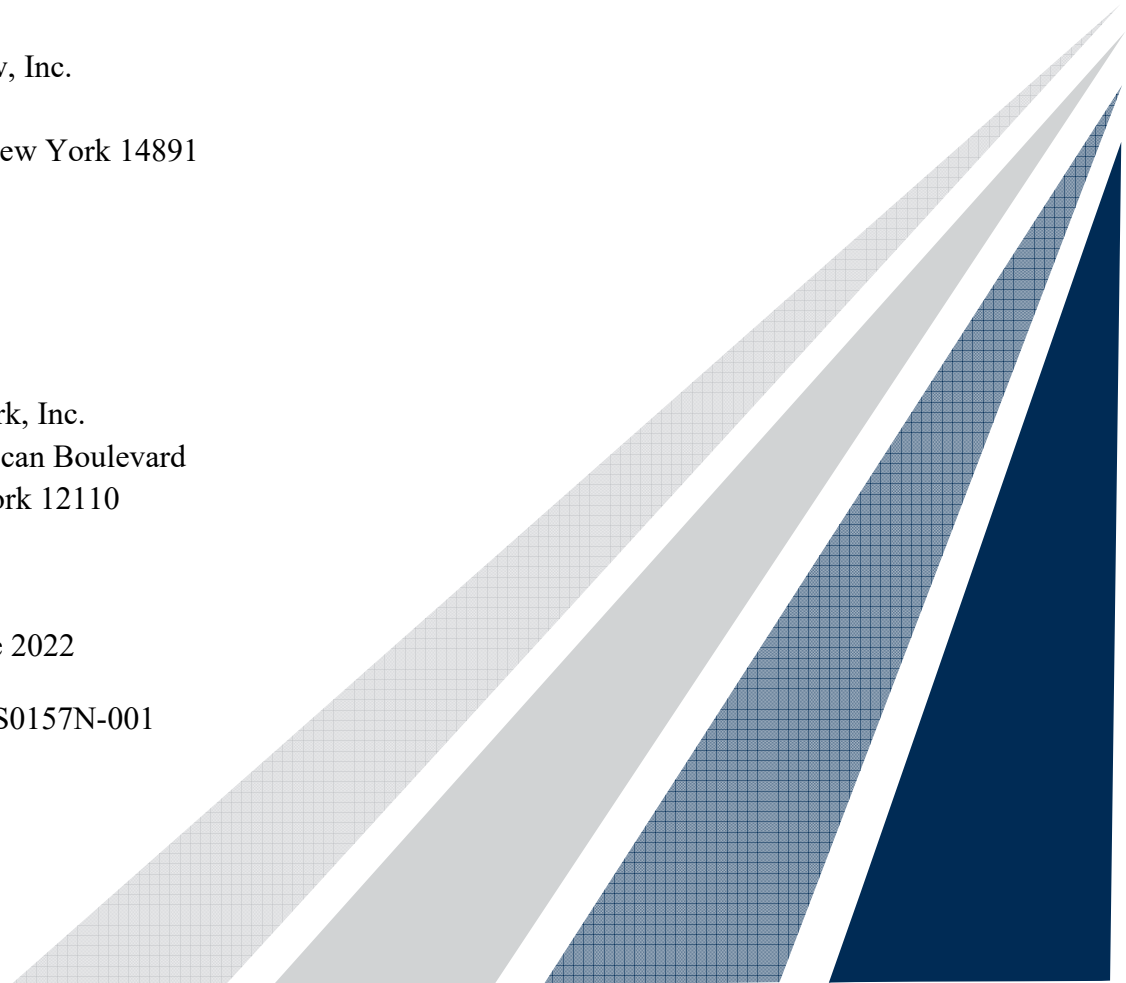 , Inc.
ew York 14891
rk, Inc.
can Boulevard
ork 12110
e 2022
S0157N-001